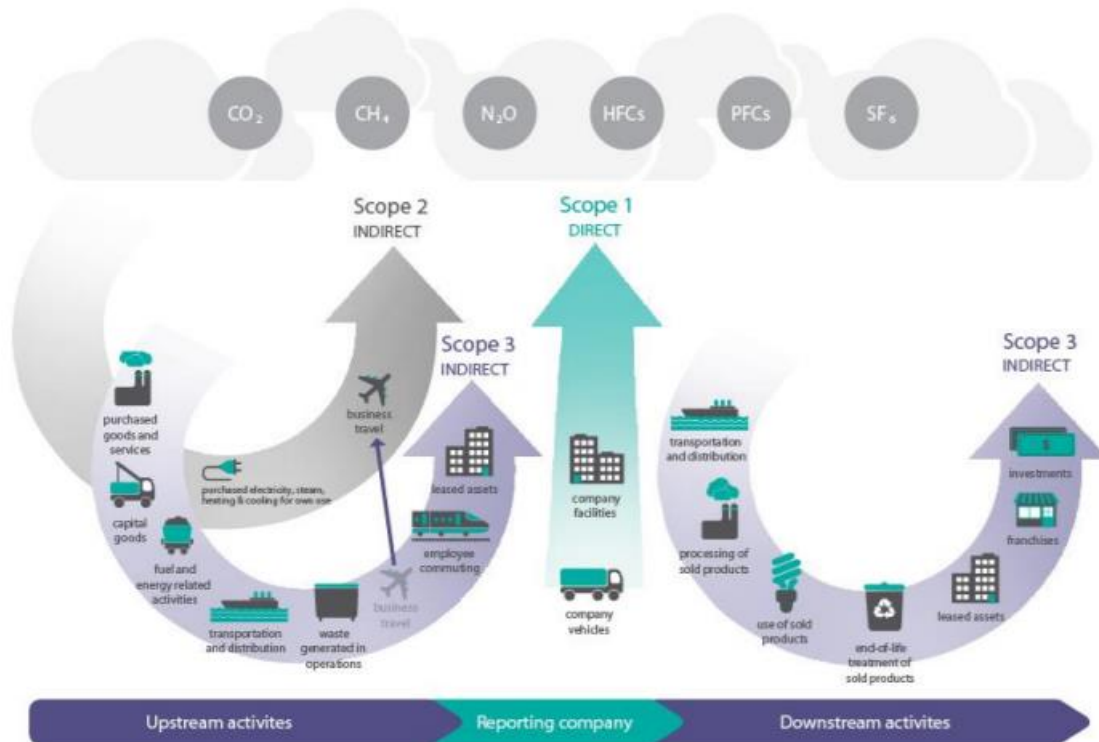 CO₂
CH₄
N₂O
HFCs
PFCs
SF₆
Scope 2
INDIRECT
Scope 1
DIRECT
Scope 3
INDIRECT
Scope 3
INDIRECT
purchased
goods and
services
capital
goods
fuel and
energy related
activities
purchased electricity, steam,
heating & cooling for own use
transportation
and distribution
waste
generated in
operations
business
travel
business
travel
employee
commuting
leased assets
company
facilities
company
vehicles
transportation
and distribution
processing of
sold products
use of sold
products
end-of-life
treatment of
sold products
leased assets
franchises
investments
$
Upstream activites
Reporting company
Downstream activites